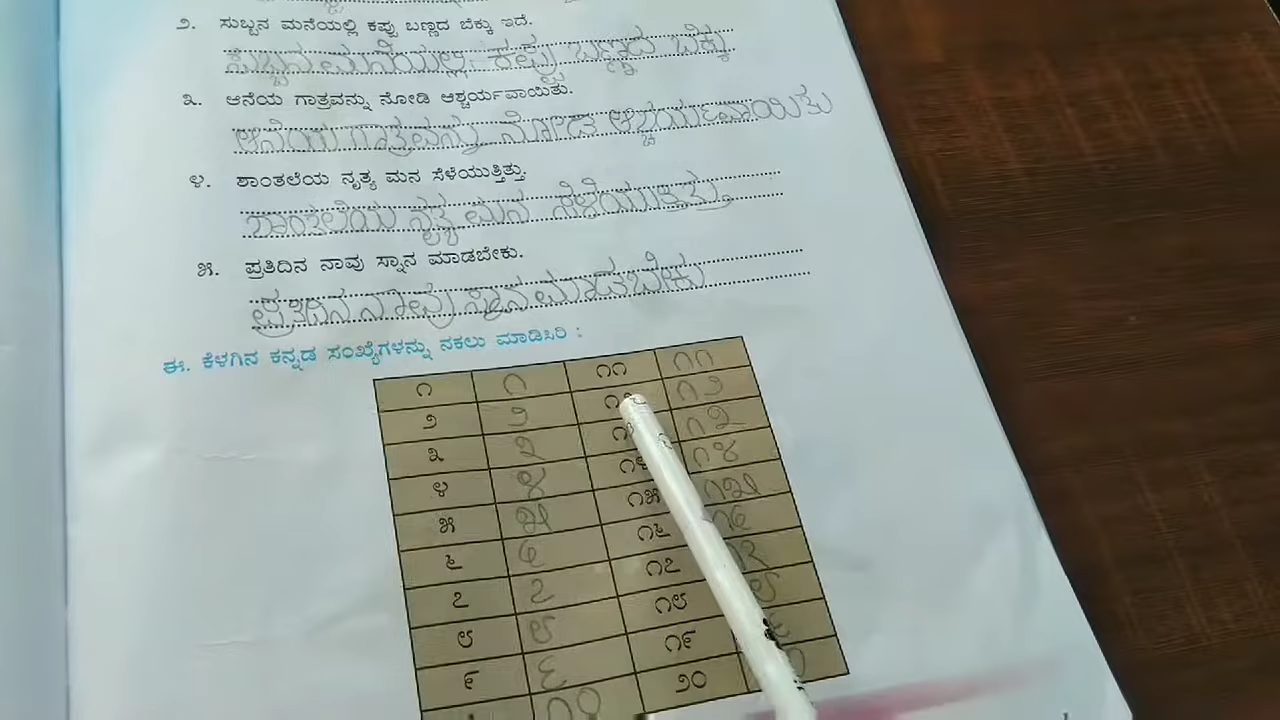 ೨. ಸುಬ್ಬನ ಮನೆಯಲ್ಲಿ ಕಪ್ಪು ಬಣ್ಣದ ಬೆಕ್ಕು ಇದೆ.
ಸುಬ್ಬನ ಮನೆಯಲ್ಲಿ ಕಪ್ಪು ಬಣ್ಣದ ಬೆಕ್ಕು
೩. ಆನೆಯ ಗಾತ್ರವನ್ನು ನೋಡಿ ಆಶ್ಚರ್ಯವಾಯಿತು.
ಆನೆಯ ಗಾತ್ರವನ್ನು ನೋಡಿ ಆಶ್ಚರ್ಯವಾಯಿತು
೪. ಶಾಂತಲೆಯ ನೃತ್ಯ ಮನ ಸೆಳೆಯುತ್ತಿತ್ತು.
ಶಾಂತಲೆಯ ನೃತ್ಯ ಮನ ಸೆಳೆಯುತ್ತಿತ್ತು
೫. ಪ್ರತಿದಿನ ನಾವು ಸ್ನಾನ ಮಾಡಬೇಕು.
ಪ್ರತಿದಿನ ನಾವು ಸ್ನಾನ ಮಾಡಬೇಕು
ಈ. ಕೆಳಗಿನ ಕನ್ನಡ ಸಂಖ್ಯೆಗಳನ್ನು ನಕಲು ಮಾಡಿಸಿರಿ :
೧ ೧ ೧೧ ೧೧
೨ ೨ ೧೨
೩ ೩ ೧೩
೪ ೪ ೧೪ ೧೪
೫ ೫ ೧೫ ೧೫
೬ ೬ ೧೬ ೧೬
೭ ೭ ೧೭
೮ ೮ ೧೮
೯ ೯ ೧೯
೧೦ ೨೦